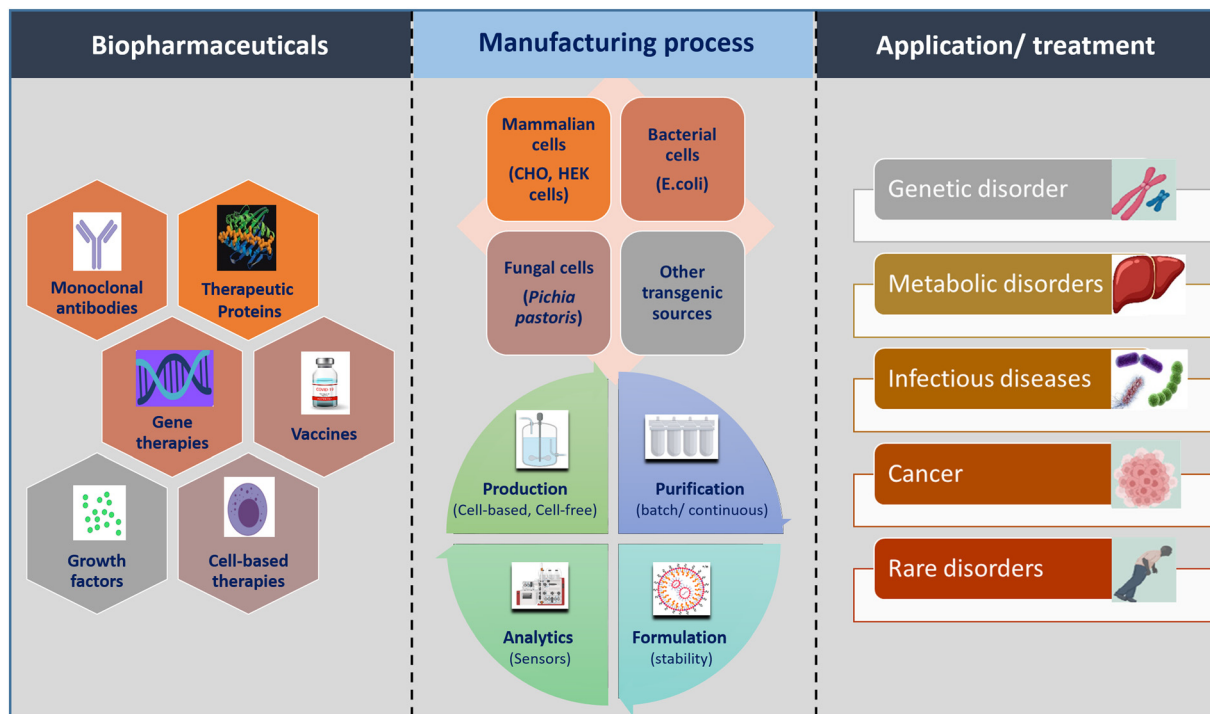 Biopharmaceuticals
Manufacturing process
Application/ treatment
Monoclonal
antibodies
Therapeutic
Proteins
Gene
therapies
Vaccines
Growth
factors
Cell-based
therapies
Mammalian
cells
(CHO, HEK
cells)
Bacterial
cells
(E.coli)
Fungal cells
(Pichia
pastoris)
Other
transgenic
sources
Production
(Cell-based, Cell-free)
Purification
(batch/ continuous)
Analytics
(Sensors)
Formulation
(stability)
Genetic disorder
Metabolic disorders
Infectious diseases
Cancer
Rare disorders